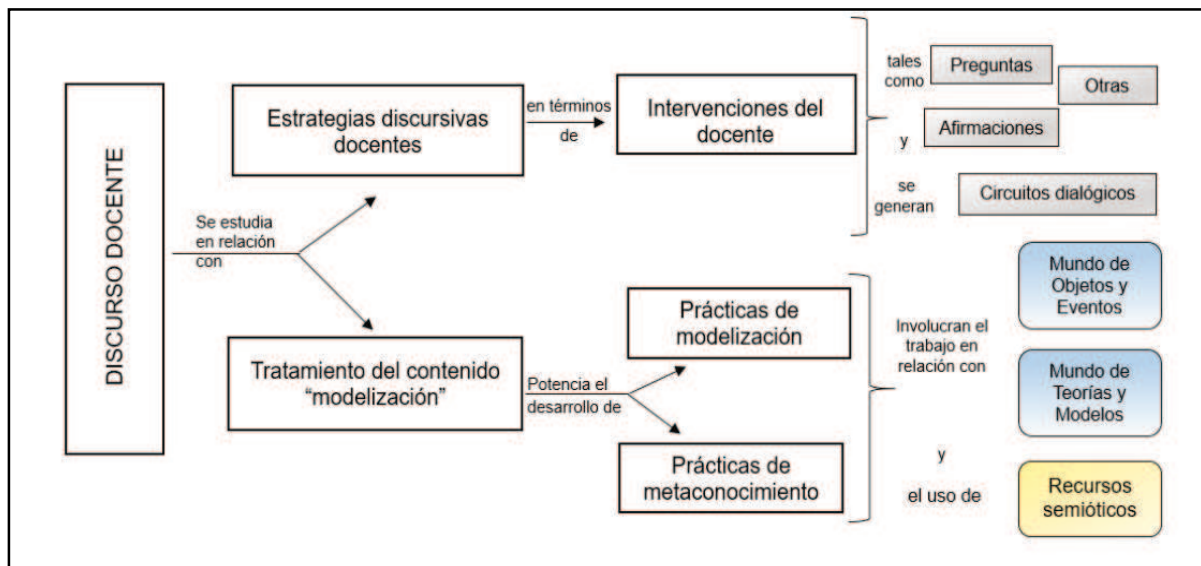 DISCURSO DOCENTE
Se estudia
en relación
con
Estrategias discursivas
docentes
en términos
de
Intervenciones del
docente
tales
como
Preguntas
Otras
y
Afirmaciones
se
generan
Circuitos dialógicos
Tratamiento del contenido
“modelización”
Potencia el
desarrollo de
Prácticas de
modelización
Prácticas de
metaconocimiento
Involucran el
trabajo en
relación con
Mundo de
Objetos y
Eventos
Mundo de
Teorías y
Modelos
y
el uso de
Recursos
semióticos